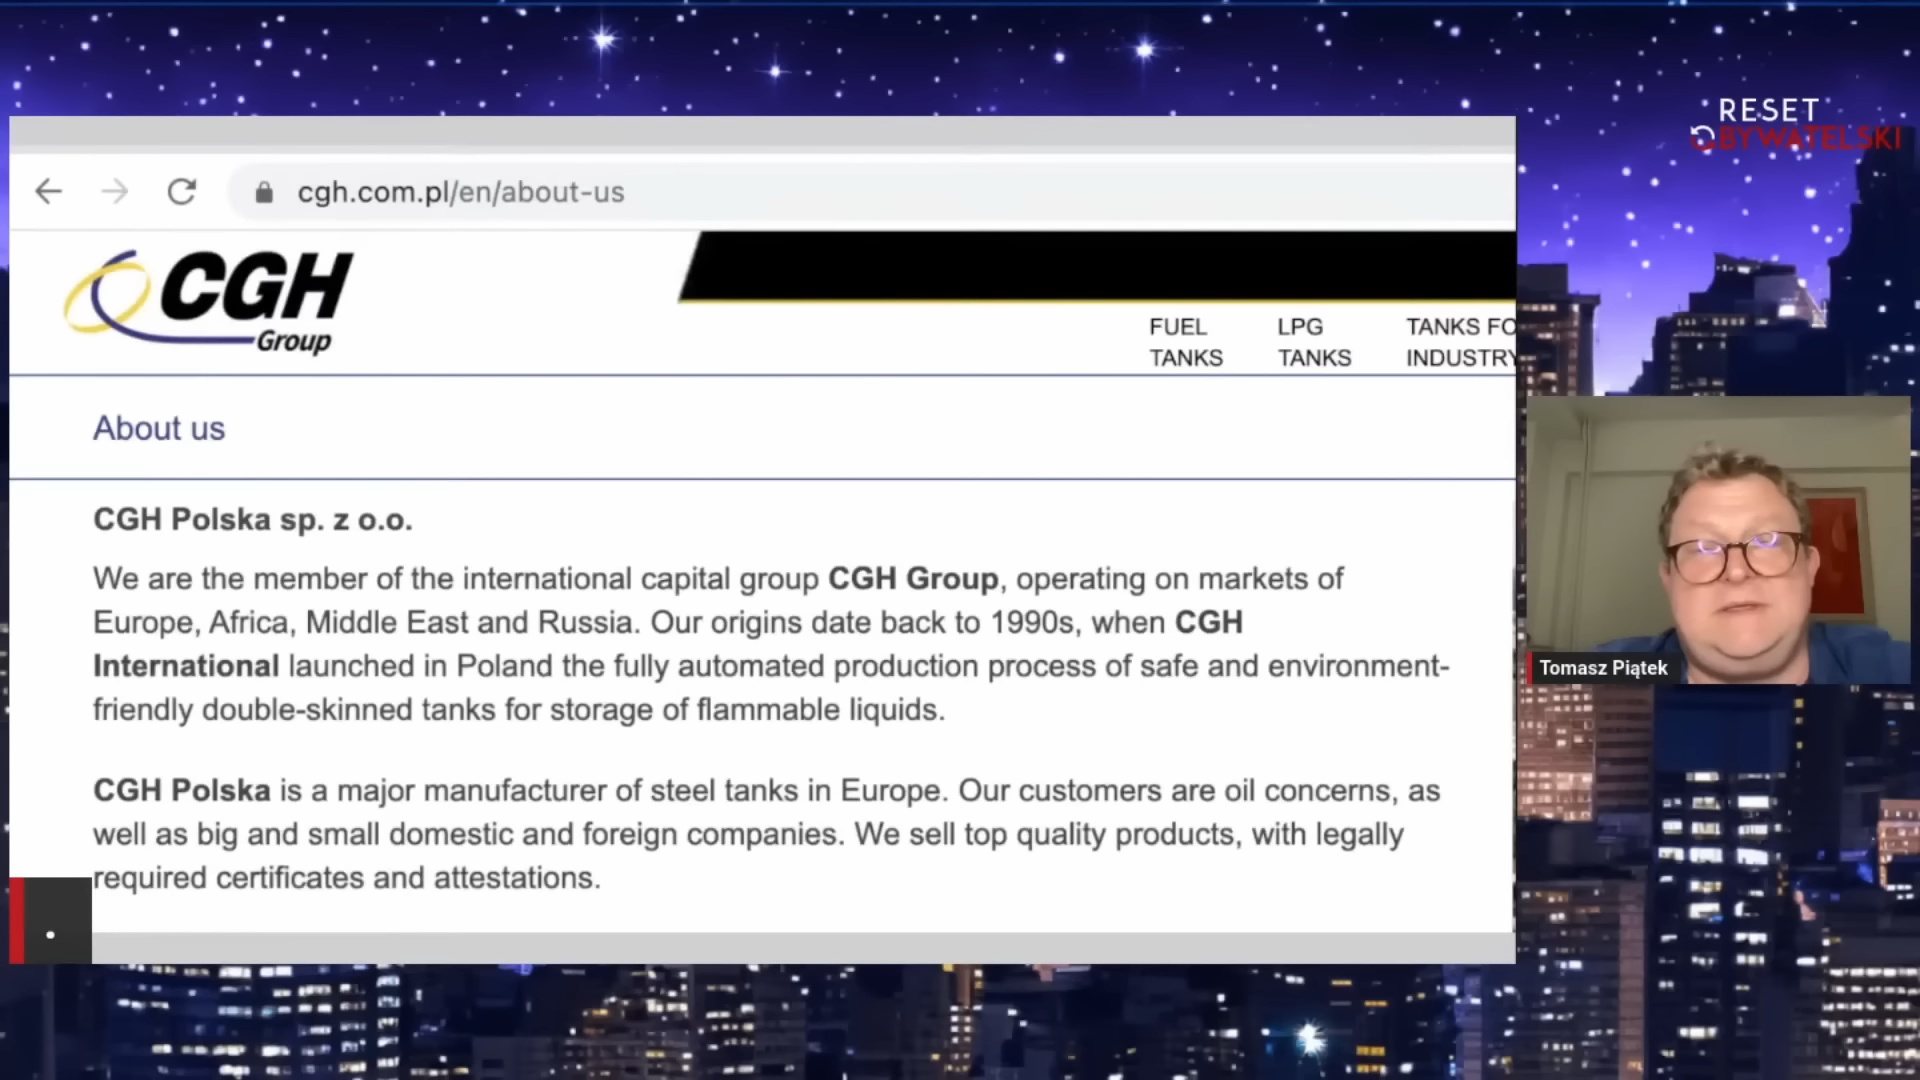 RESET
OBYWATELSKI
cgh.com.pl/en/about-us
CGH
Group
FUEL
TANKS
LPG
TANKS
TANKS FO
INDUSTRY
About us
CGH Polska sp. z o.o.
We are the member of the international capital group CGH Group, operating on markets of
Europe, Africa, Middle East and Russia. Our origins date back to 1990s, when CGH
International launched in Poland the fully automated production process of safe and environment-
friendly double-skinned tanks for storage of flammable liquids.
CGH Polska is a major manufacturer of steel tanks in Europe. Our customers are oil concerns, as
well as big and small domestic and foreign companies. We sell top quality products, with legally
required certificates and attestations.
.
Tomasz Piątek